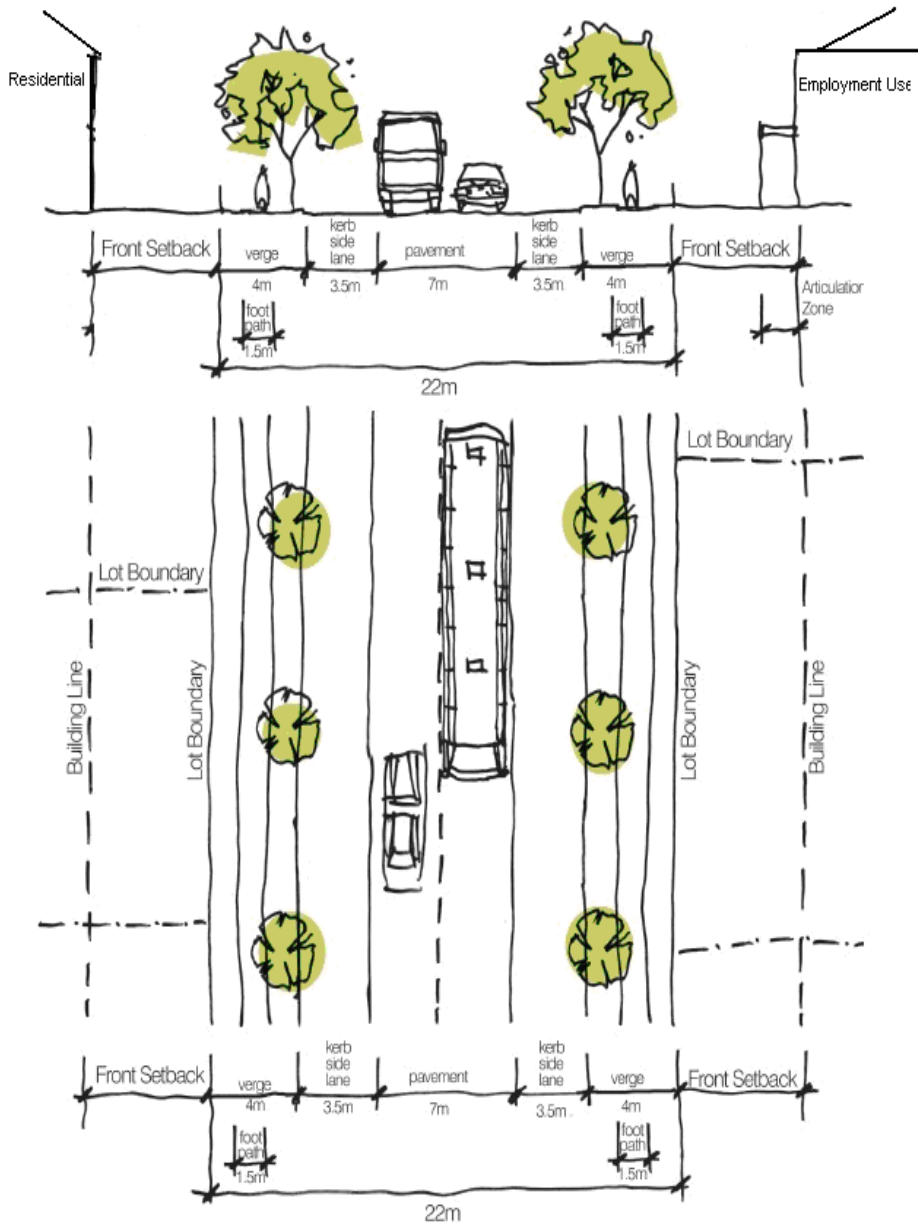 Residential
Employment Use
Front Setback
verge
kerb
side
lane
pavement
kerb
side
lane
verge
Front Setback
4m
3.5m
7m
3.5m
4m
Articulation
Zone
foot
path
1.5m
foot
path
1.5m
22m
Lot Boundary
Lot Boundary
Building Line
Lot Boundary
Lot Boundary
Building Line
Front Setback
verge
kerb
side
lane
pavement
kerb
side
lane
verge
Front Setback
4m
3.5m
7m
3.5m
4m
foot
path
1.5m
foot
path
1.5m
22m